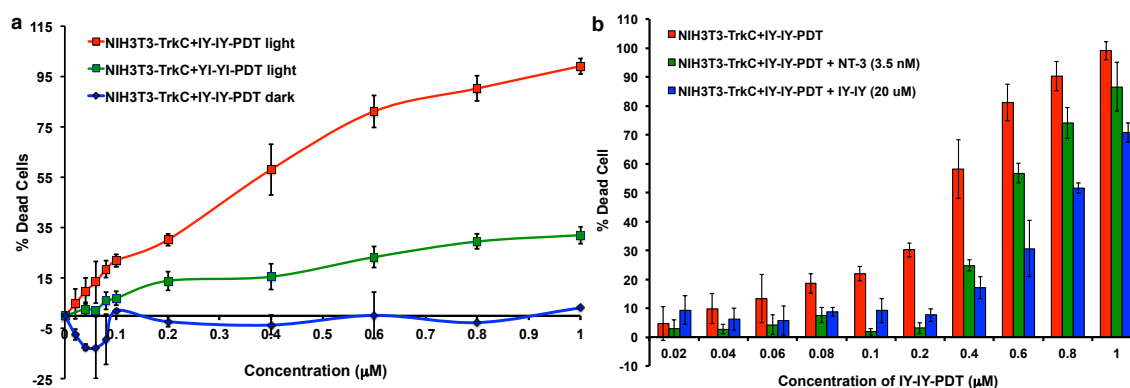 a
115
95
75
55
35
15
-5
-25
% Dead Cells
NIH3T3-TrkC+IY-IY-PDT light
NIH3T3-TrkC+YI-YI-PDT light
NIH3T3-TrkC+IY-IY-PDT dark
0 0.1 0.2 0.3 0.4 0.5 0.6 0.7 0.8 0.9 1
Concentration (μM)
b
110
100
90
80
70
60
50
40
30
20
10
0
-10
% Dead Cell
NIH3T3-TrkC+IY-IY-PDT
NIH3T3-TrkC+IY-IY-PDT + NT-3 (3.5 nM)
NIH3T3-TrkC+IY-IY-PDT + IY-IY (20 uM)
0.02 0.04 0.06 0.08 0.1 0.2 0.4 0.6 0.8 1
Concentration of IY-IY-PDT (μM)